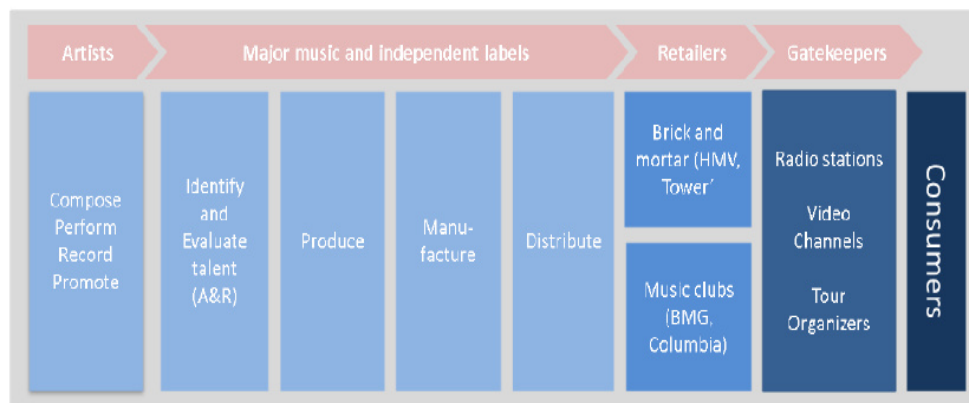 Artists
Major music and independent labels
Retailers
Gatekeepers
Compose
Perform
Record
Promote
Identify
and
Evaluate
talent
(A&R)
Produce
Manu-
facture
Distribute
Brick and
mortar (HMV,
Tower´
Music clubs
(BMG,
Columbia)
Radio stations
Video
Channels
Tour
Organizers
Consumers